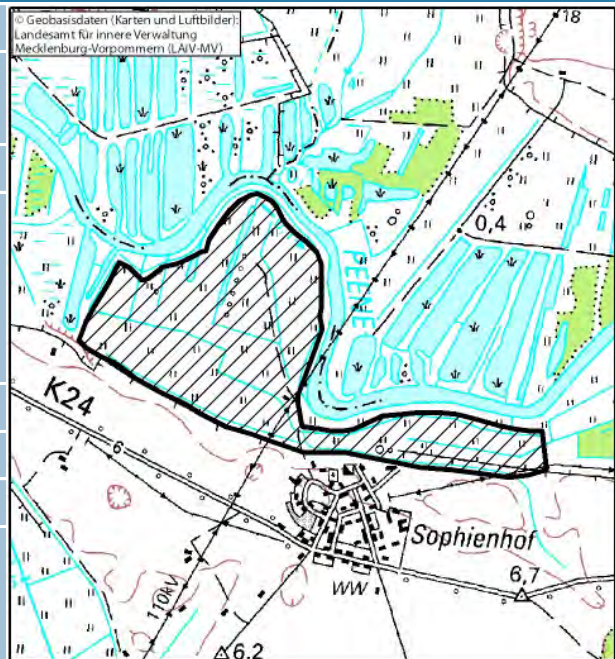 © Geobasisdaten (Karten und Luftbilder):
Landesamt für innere Verwaltung
Mecklenburg-Vorpommern (LAiV-MV)
18
0,4
PEENE
K24
6
Sophienhof
WW
110kV
6,7
6,2